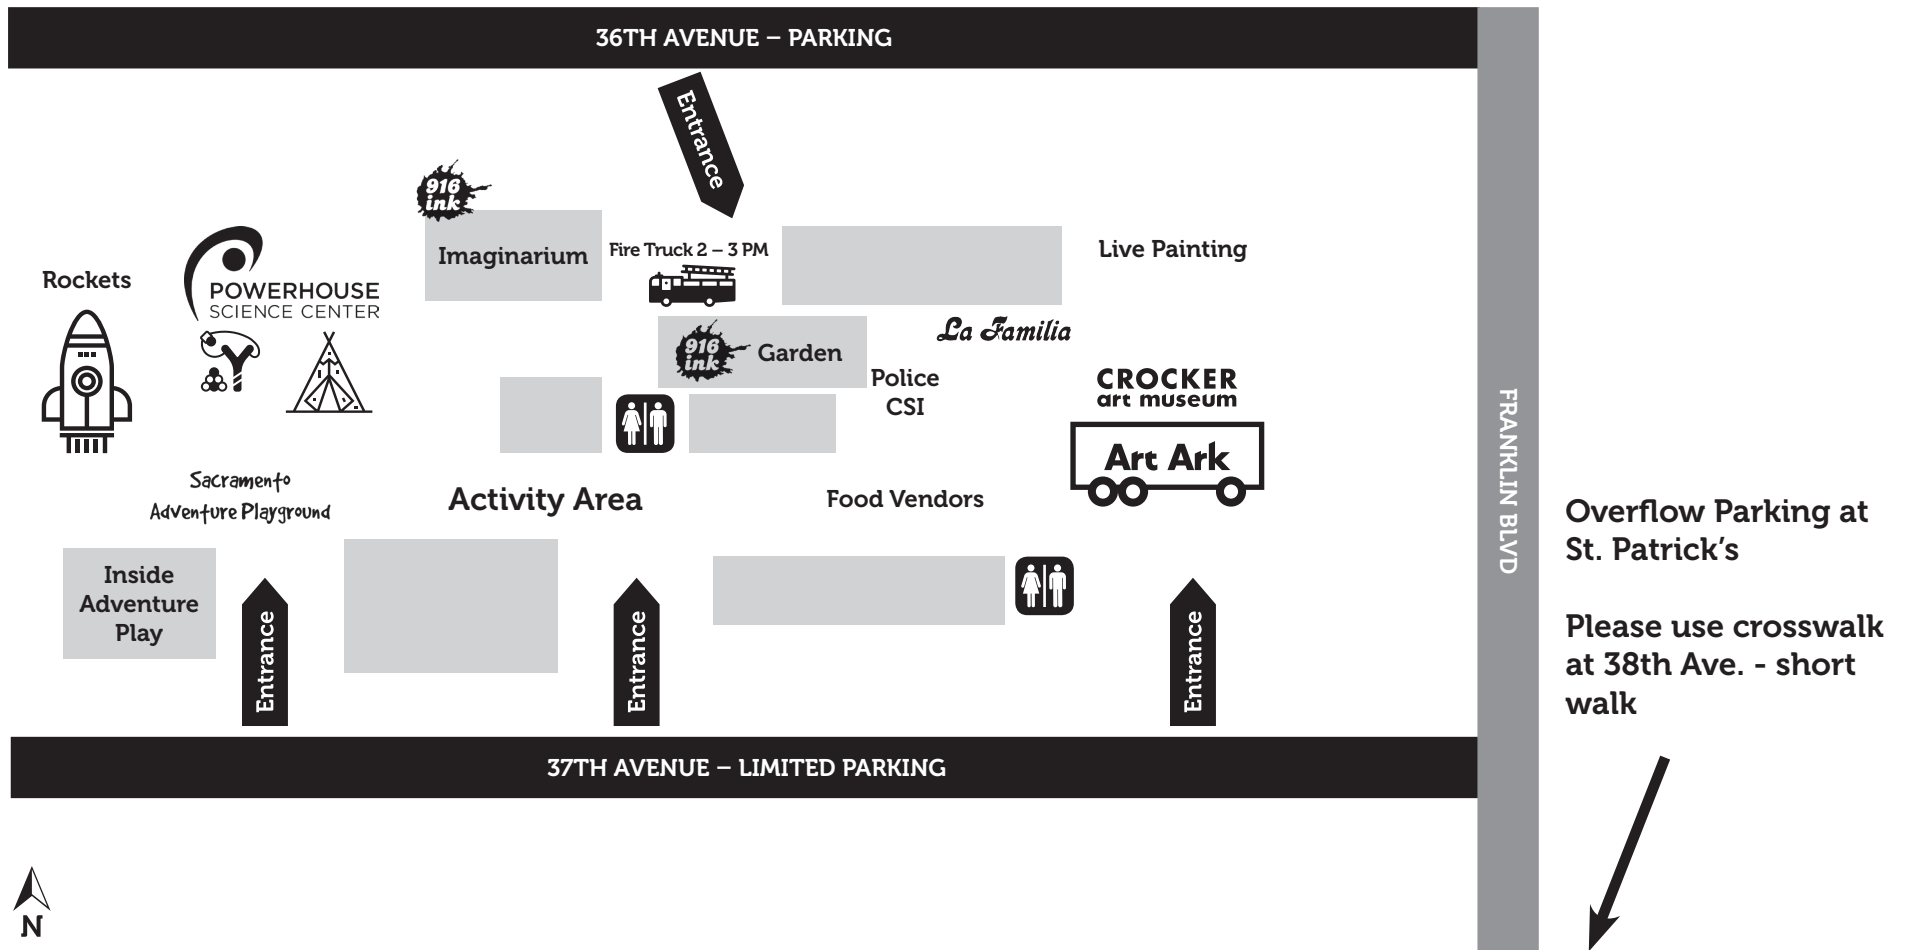 36TH AVENUE – PARKING
Entrance
916
ink
Imaginarium
Fire Truck 2 – 3 PM
Live Painting
Rockets
POWERHOUSE
SCIENCE CENTER
La Familia
916
ink
Garden
Police
CSI
CROCKER
art museum
Art Ark
FRANKLIN BLVD
Sacramento
Adventure Playground
Activity Area
Food Vendors
Overflow Parking at
St. Patrick's
Please use crosswalk
at 38th Ave. - short
walk
Inside
Adventure
Play
Entrance
Entrance
Entrance
37TH AVENUE – LIMITED PARKING
N